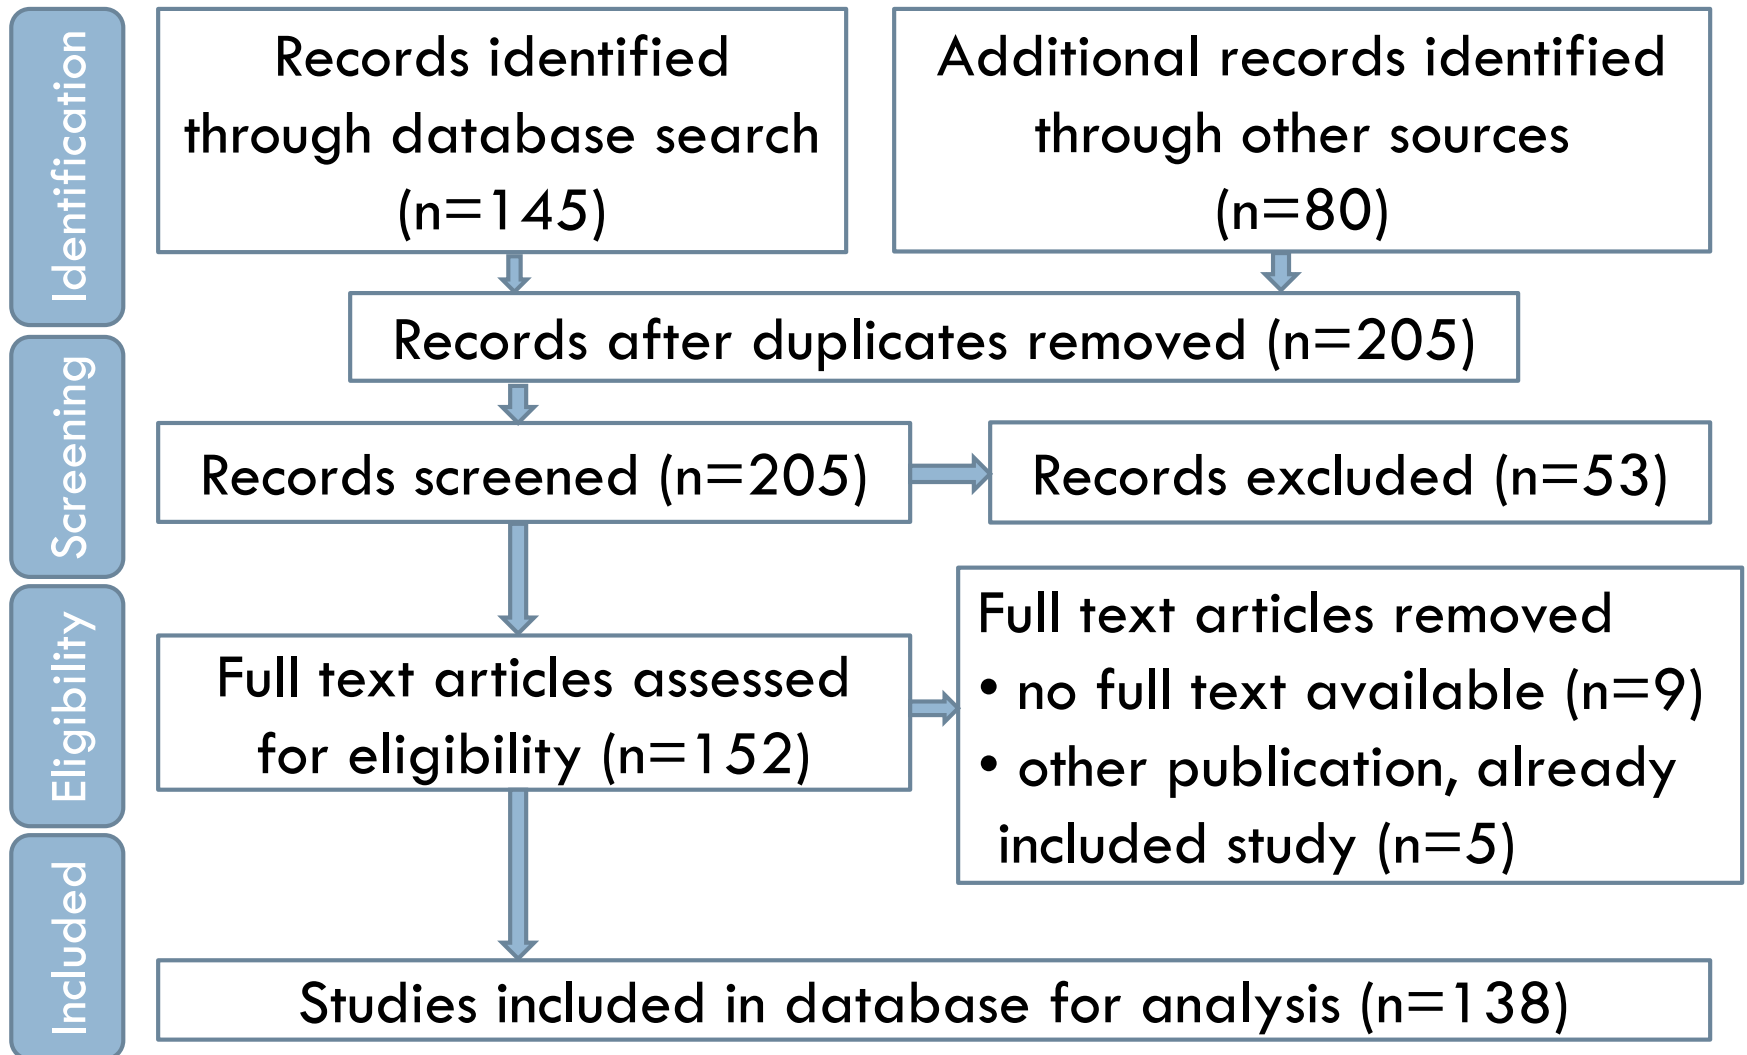 Identification
Records identified
through database search
(n=145)
Additional records identified
through other sources
(n=80)
Records after duplicates removed (n=205)
Screening
Records screened (n=205)
Records excluded (n=53)
Eligibility
Full text articles assessed
for eligibility (n=152)
Full text articles removed
• no full text available (n=9)
• other publication, already
included study (n=5)
Included
Studies included in database for analysis (n=138)